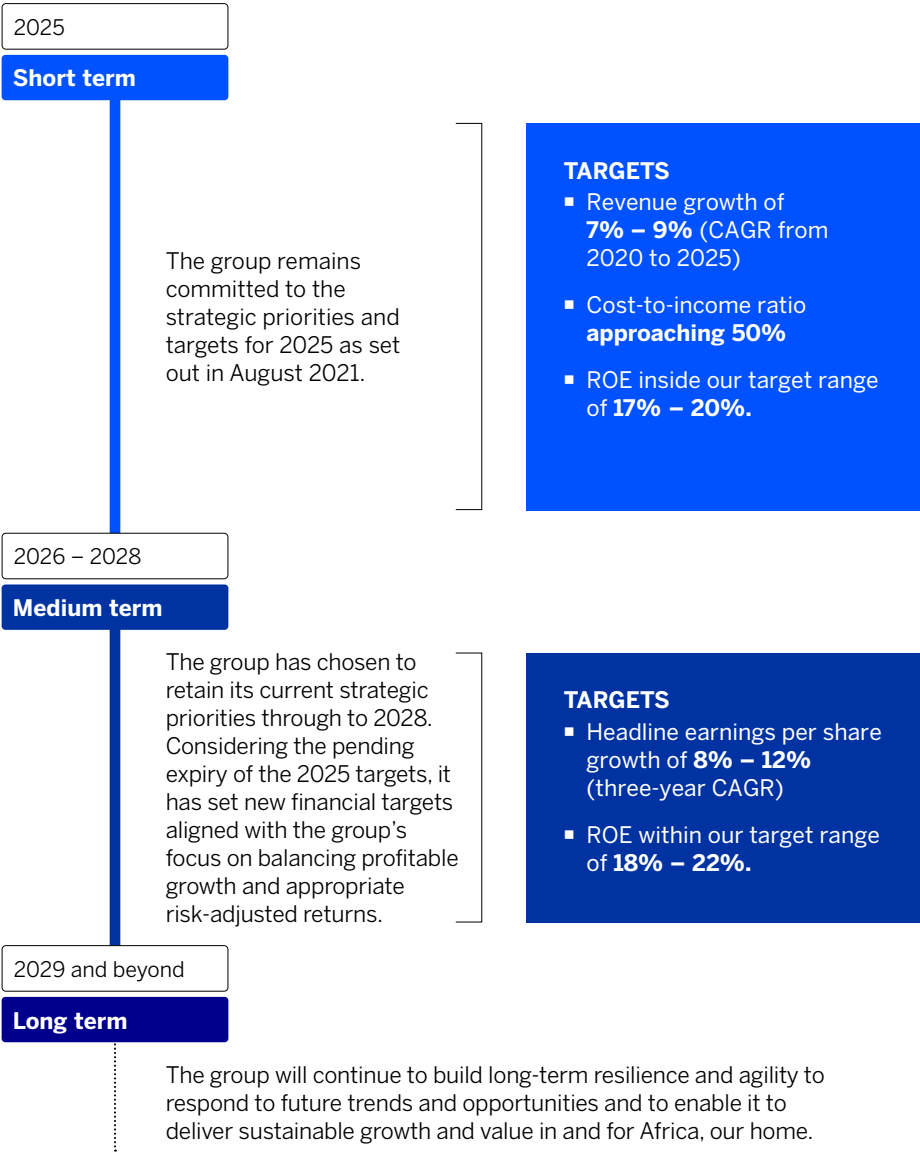 2025
Short term
The group remains
committed to the
strategic priorities and
targets for 2025 as set
out in August 2021.
TARGETS
▪ Revenue growth of
7% – 9% (CAGR from
2020 to 2025)
▪ Cost-to-income ratio
approaching 50%
▪ ROE inside our target range
of 17% – 20%.
2026 – 2028
Medium term
The group has chosen to
retain its current strategic
priorities through to 2028.
Considering the pending
expiry of the 2025 targets, it
has set new financial targets
aligned with the group’s
focus on balancing profitable
growth and appropriate
risk-adjusted returns.
TARGETS
▪ Headline earnings per share
growth of 8% – 12%
(three-year CAGR)
▪ ROE within our target range
of 18% – 22%.
2029 and beyond
Long term
The group will continue to build long-term resilience and agility to
respond to future trends and opportunities and to enable it to
deliver sustainable growth and value in and for Africa, our home.